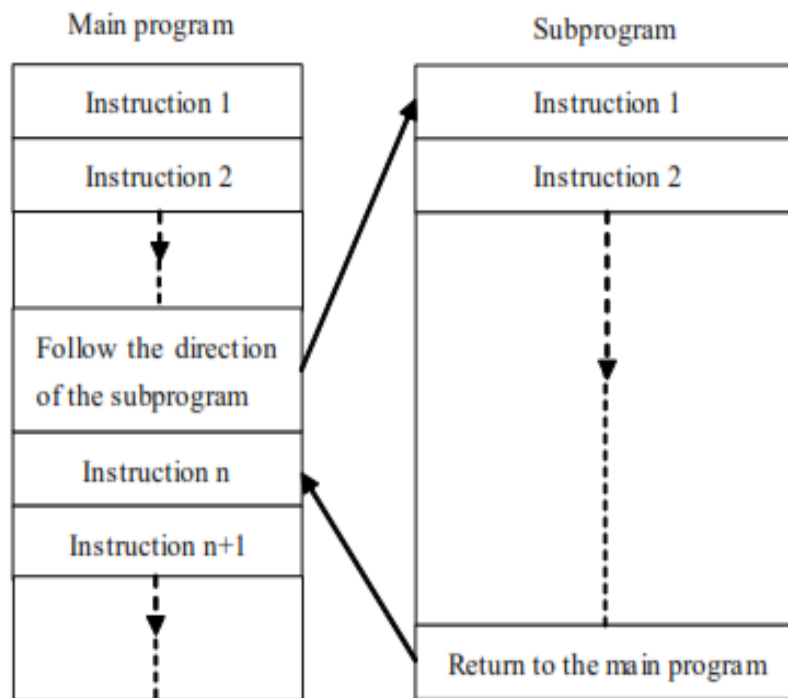 Main program
Instruction 1
Instruction 2
Follow the direction
of the subprogram
Instruction n
Instruction n+1
Subprogram
Instruction 1
Instruction 2
Return to the main program